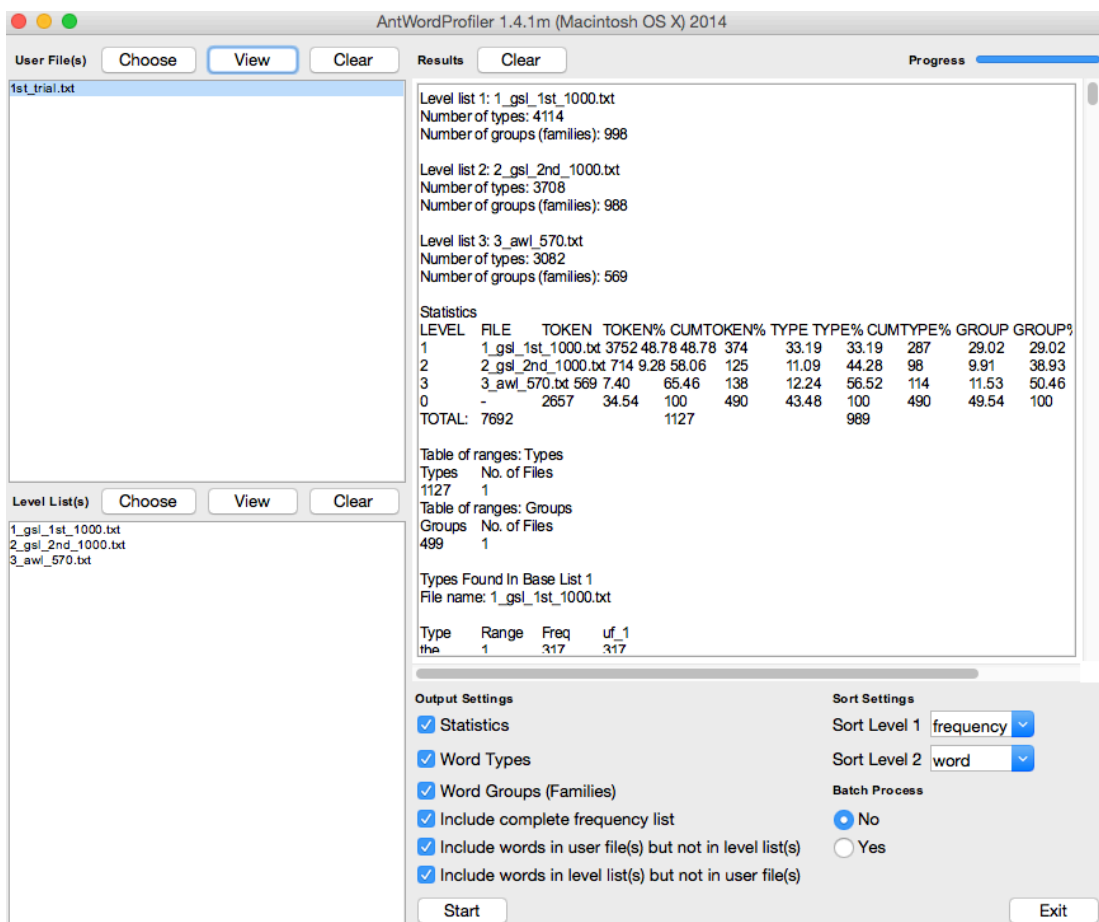 AntWordProfiler 1.4.1m (Macintosh OS X) 2014
User File(s) Choose View Clear
1st_trial.txt
Results Clear Progress
Level list 1: 1_gsl_1st_1000.txt
Number of types: 4114
Number of groups (families): 998
Level list 2: 2_gsl_2nd_1000.txt
Number of types: 3708
Number of groups (families): 988
Level list 3: 3_awl_570.txt
Number of types: 3082
Number of groups (families): 569
Statistics
LEVEL FILE TOKEN TOKEN% CUMTOKEN% TYPE TYPE% CUMTYPE% GROUP GROUP%
1 1_gsl_1st_1000.txt 3752 48.78 48.78 374 33.19 33.19 287 29.02 29.02
2 2_gsl_2nd_1000.txt 714 9.28 58.06 125 11.09 44.28 98 9.91 38.93
3 3_awl_570.txt 569 7.40 65.46 138 12.24 56.52 114 11.53 50.46
0 - 2657 34.54 100 490 43.48 100 490 49.54 100
TOTAL: 7692 1127 989
Table of ranges: Types
Types No. of Files
1127 1
Table of ranges: Groups
Groups No. of Files
499 1
Types Found In Base List 1
File name: 1_gsl_1st_1000.txt
Type Range Freq uf_1
the 1 317 317
Level List(s) Choose View Clear
1_gsl_1st_1000.txt
2_gsl_2nd_1000.txt
3_awl_570.txt
Output Settings
Statistics
Word Types
Word Groups (Families)
Include complete frequency list
Include words in user file(s) but not in level list(s)
Include words in level list(s) but not in user file(s)
Start
Sort Settings
Sort Level 1 frequency
Sort Level 2 word
Batch Process
No
Yes
Exit